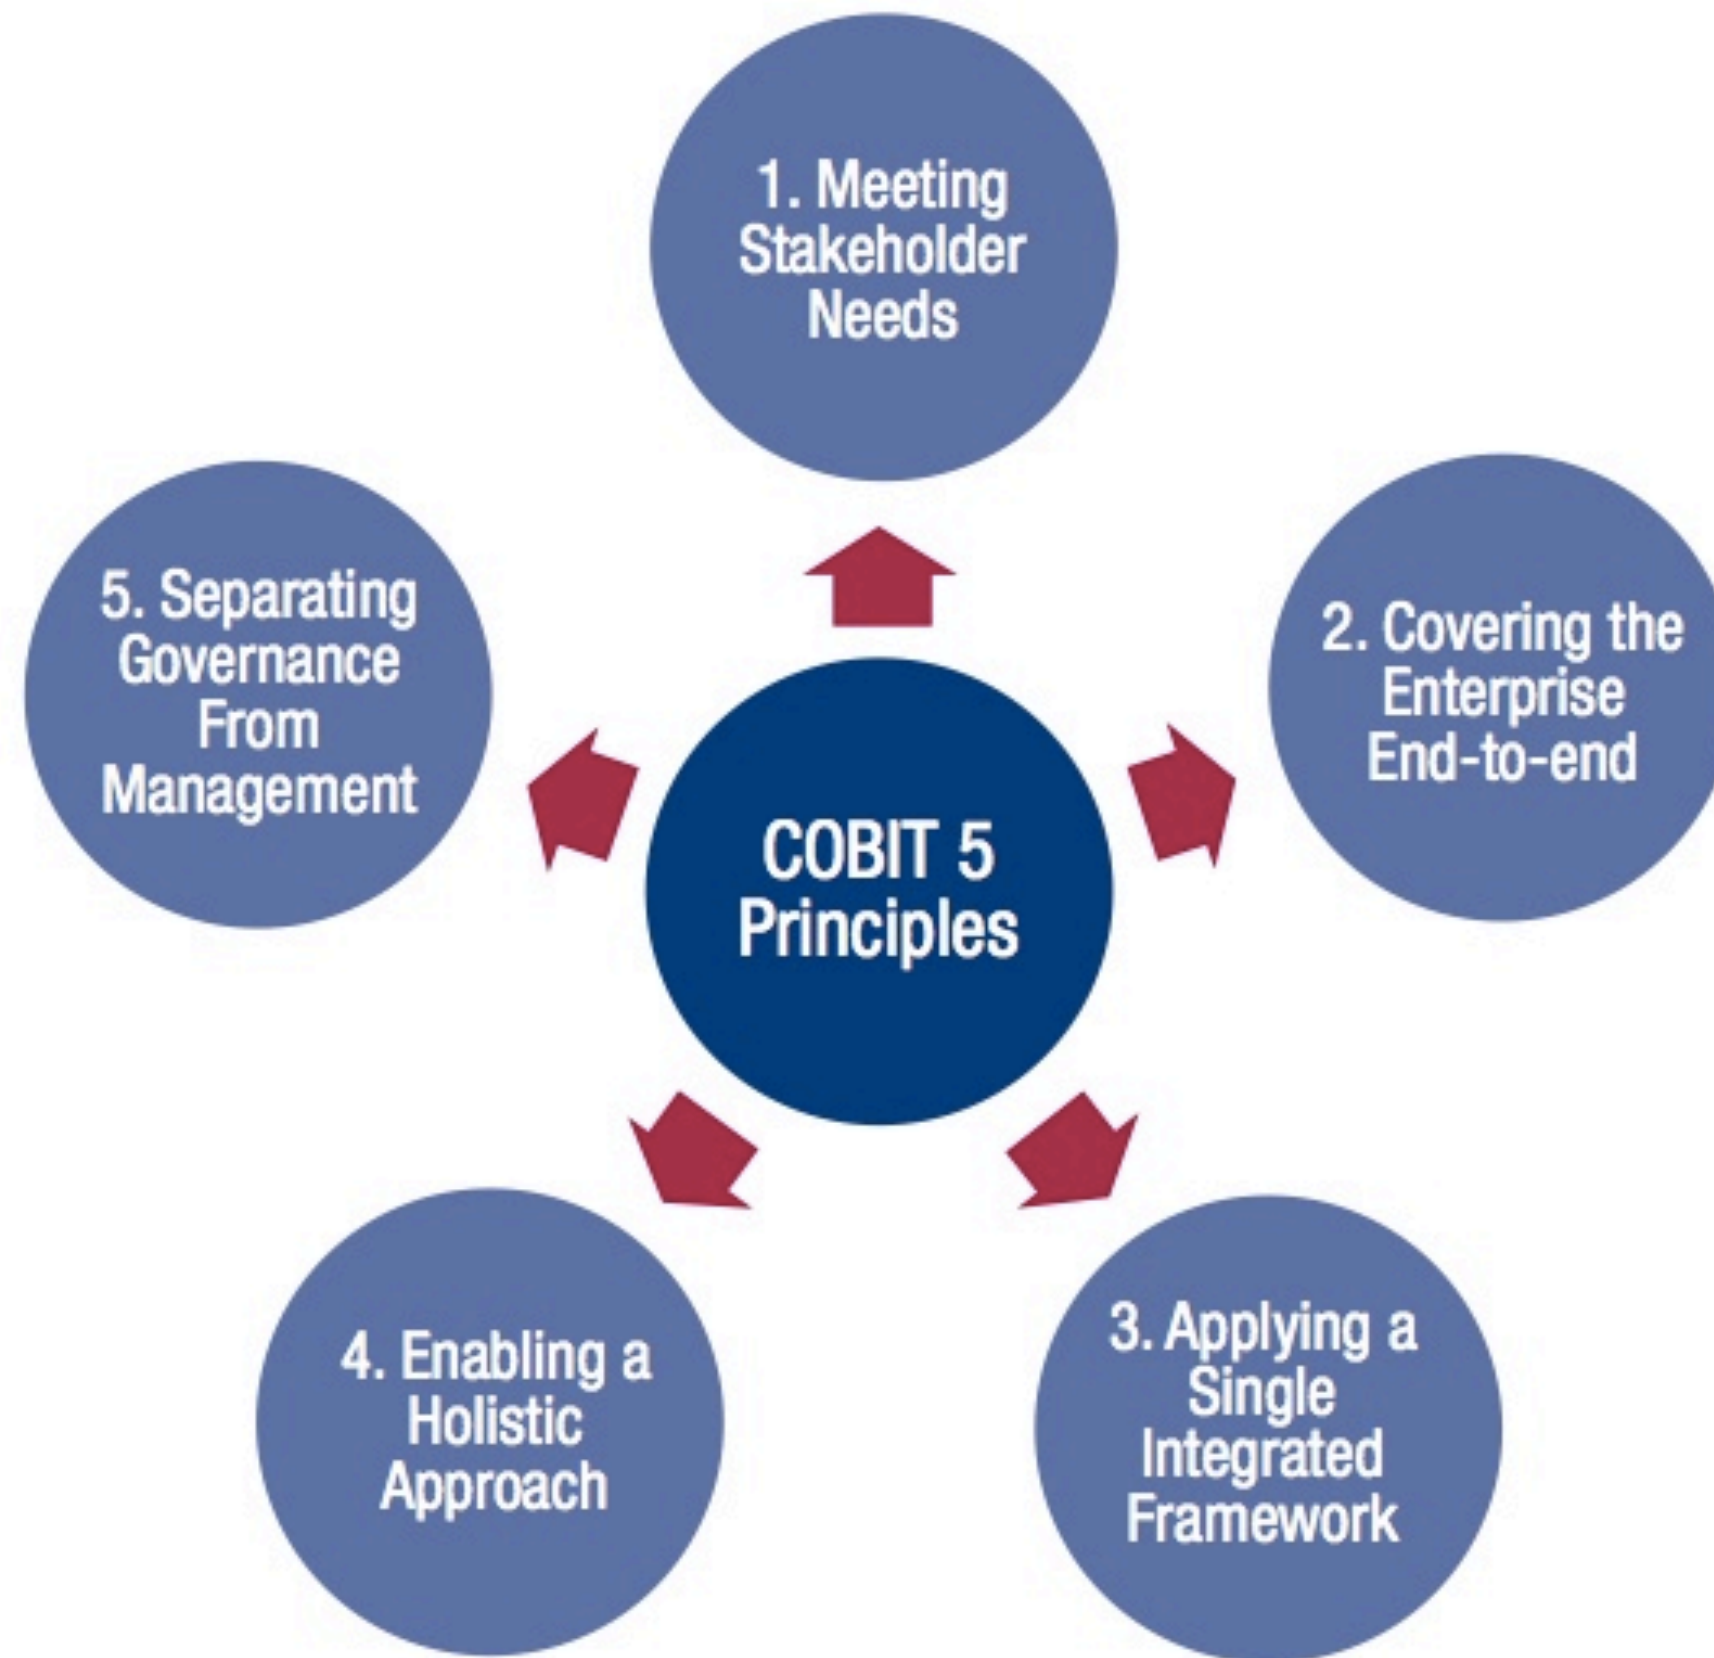 1. Meeting
Stakeholder
Needs
2. Covering the
Enterprise
End-to-end
3. Applying a
Single
Integrated
Framework
4. Enabling a
Holistic
Approach
5. Separating
Governance
From
Management
COBIT 5
Principles